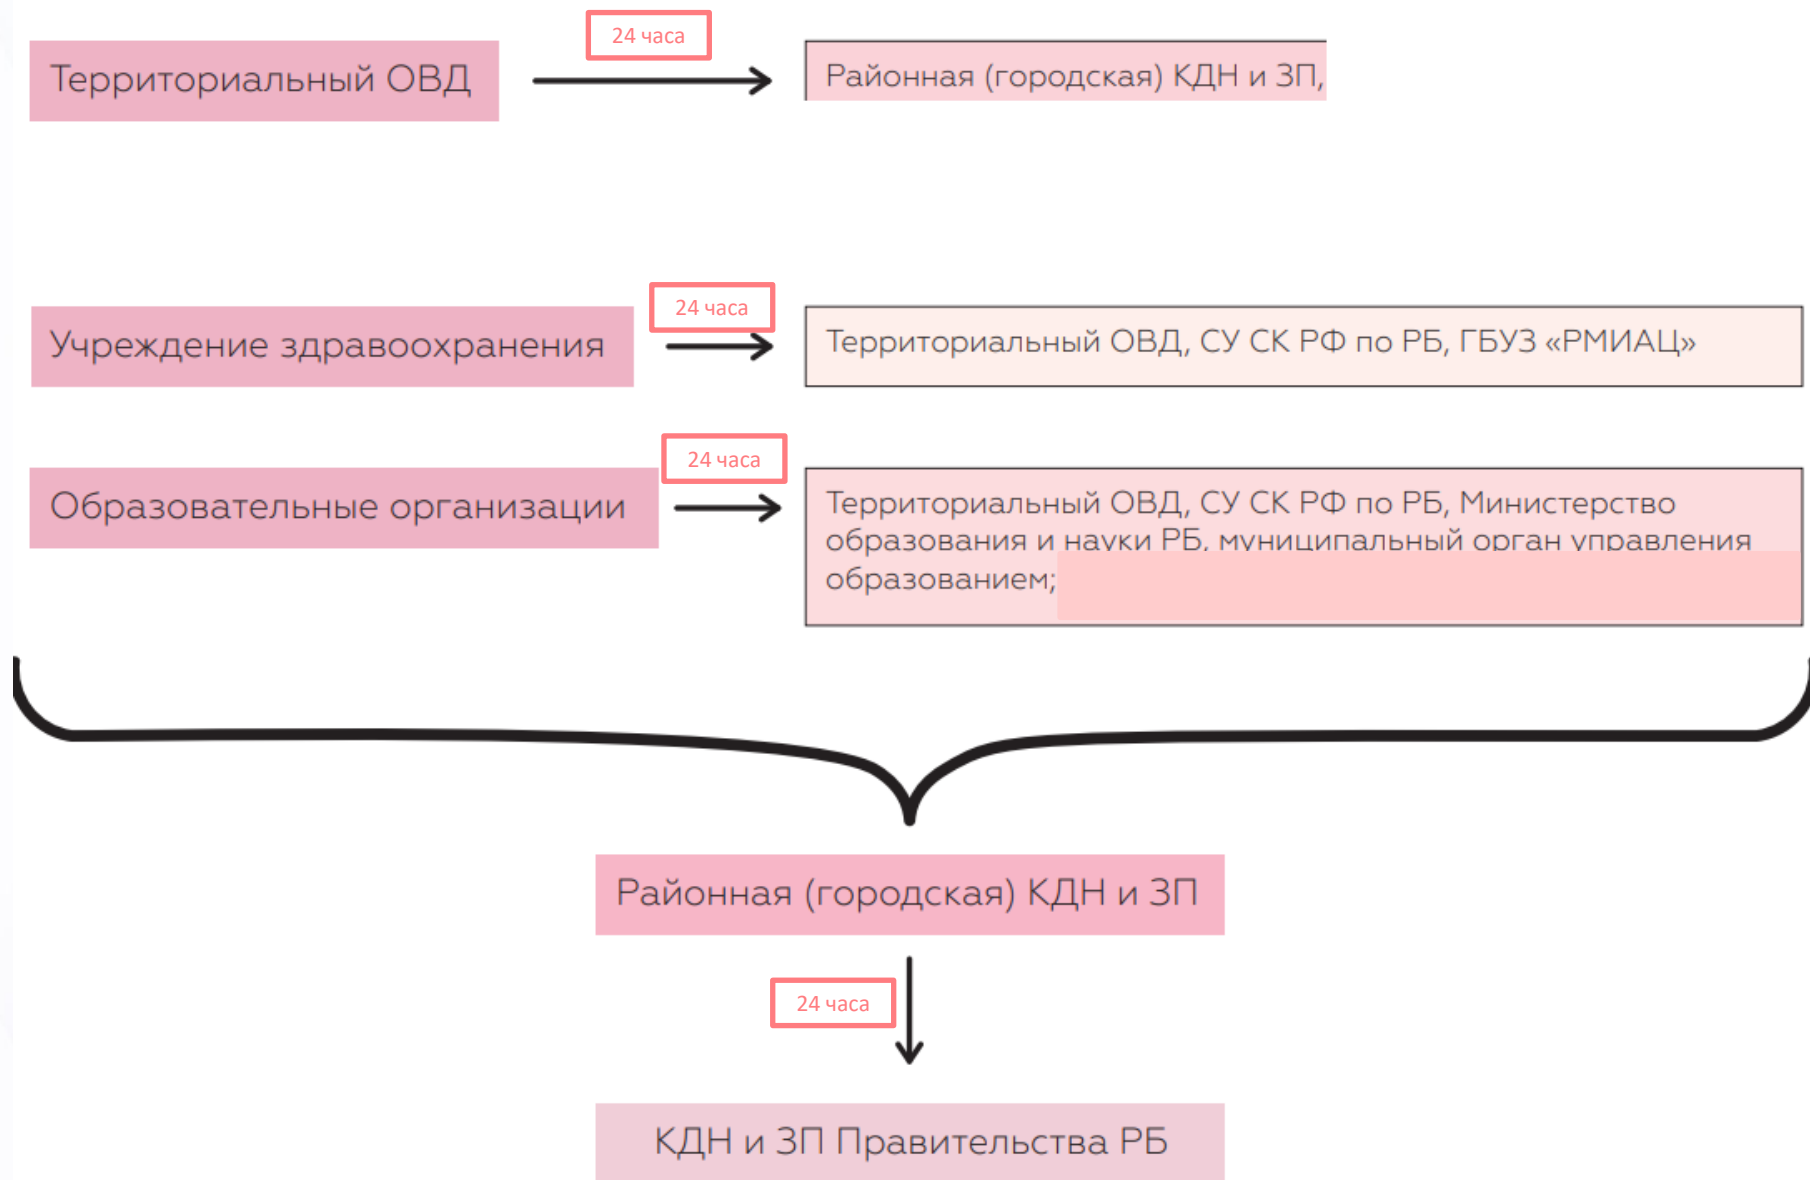 24 часа
Территориальный ОВД
Районная (городская) КДН и ЗП,
24 часа
Учреждение здравоохранения
Территориальный ОВД, СУ СК РФ по РБ, ГБУЗ «РМИАЦ»
24 часа
Образовательные организации
Территориальный ОВД, СУ СК РФ по РБ, Министерство
образования и науки РБ, муниципальный орган управления
образованием;
Районная (городская) КДН и ЗП
24 часа
КДН и ЗП Правительства РБ